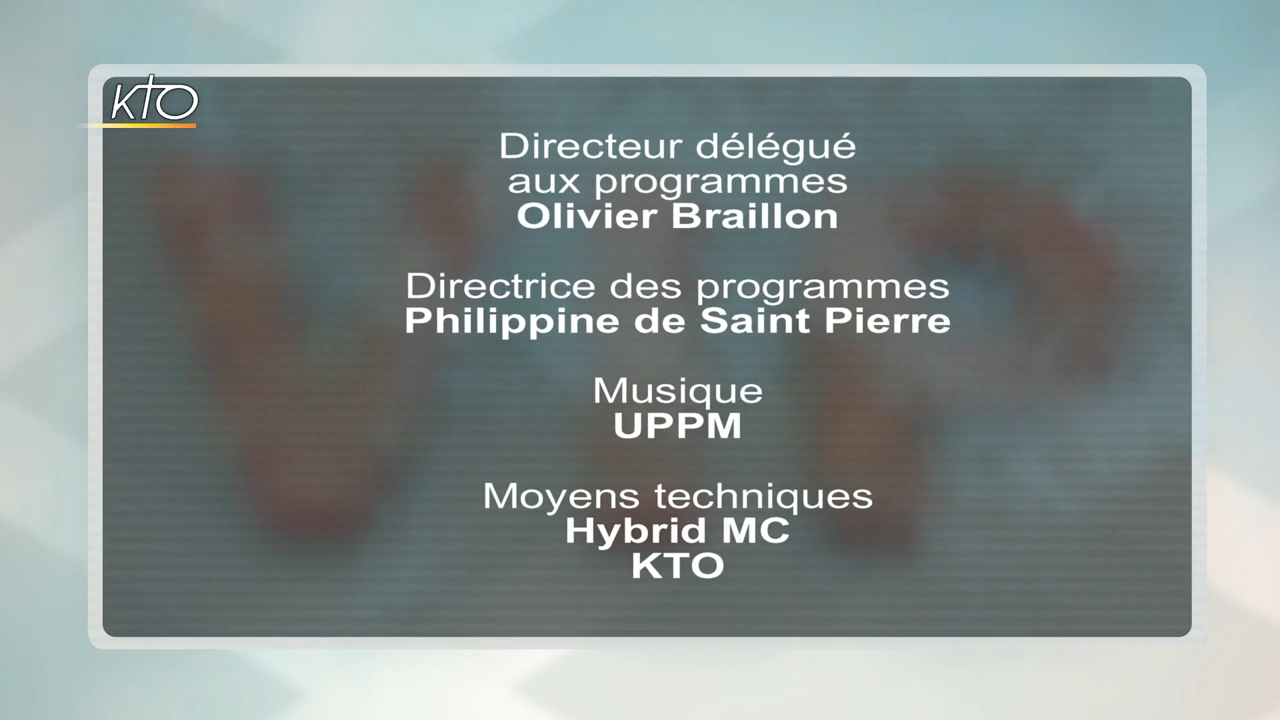 KTO
Directeur délégué
aux programmes
Olivier Braillon
Directrice des programmes
Philippine de Saint Pierre
Musique
UPPM
Moyens techniques
Hybrid MC
KTO